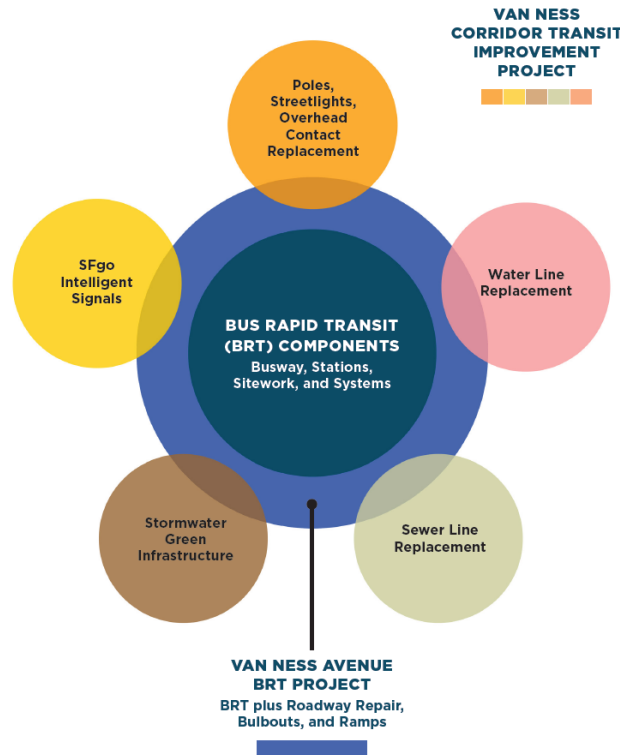 VAN NESS
CORRIDOR TRANSIT
IMPROVEMENT
PROJECT
Poles,
Streetlights,
Overhead
Contact
Replacement
SFgo
Intelligent
Signals
Water Line
Replacement
BUS RAPID TRANSIT
(BRT) COMPONENTS
Busway, Stations,
Sitework, and Systems
Stormwater
Green
Infrastructure
Sewer Line
Replacement
VAN NESS AVENUE
BRT PROJECT
BRT plus Roadway Repair,
Bulbouts, and Ramps